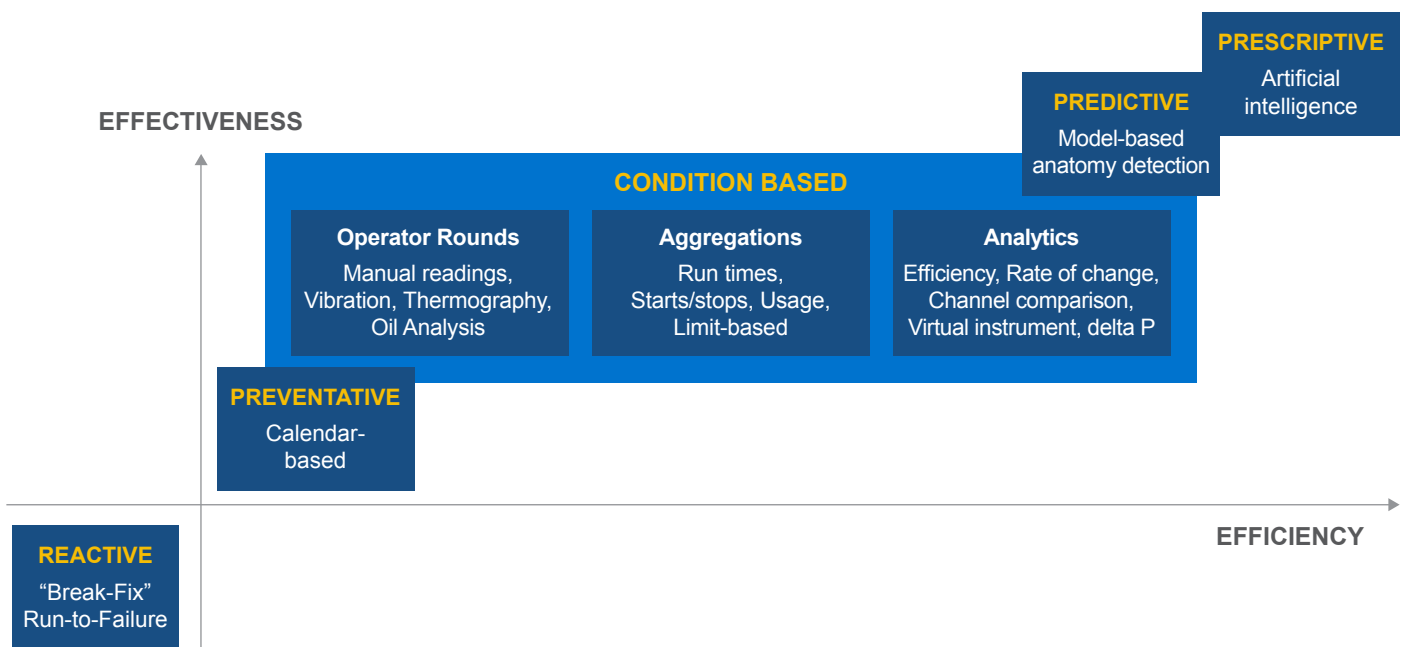 PRESCRIPTIVE
Artificial
intelligence
PREDICTIVE
Model-based
anatomy detection
EFFECTIVENESS
CONDITION BASED
Operator Rounds
Manual readings,
Vibration, Thermography,
Oil Analysis
Aggregations
Run times,
Starts/stops, Usage,
Limit-based
Analytics
Efficiency, Rate of change,
Channel comparison,
Virtual instrument, delta P
PREVENTATIVE
Calendar-
based
EFFICIENCY
REACTIVE
“Break-Fix”
Run-to-Failure